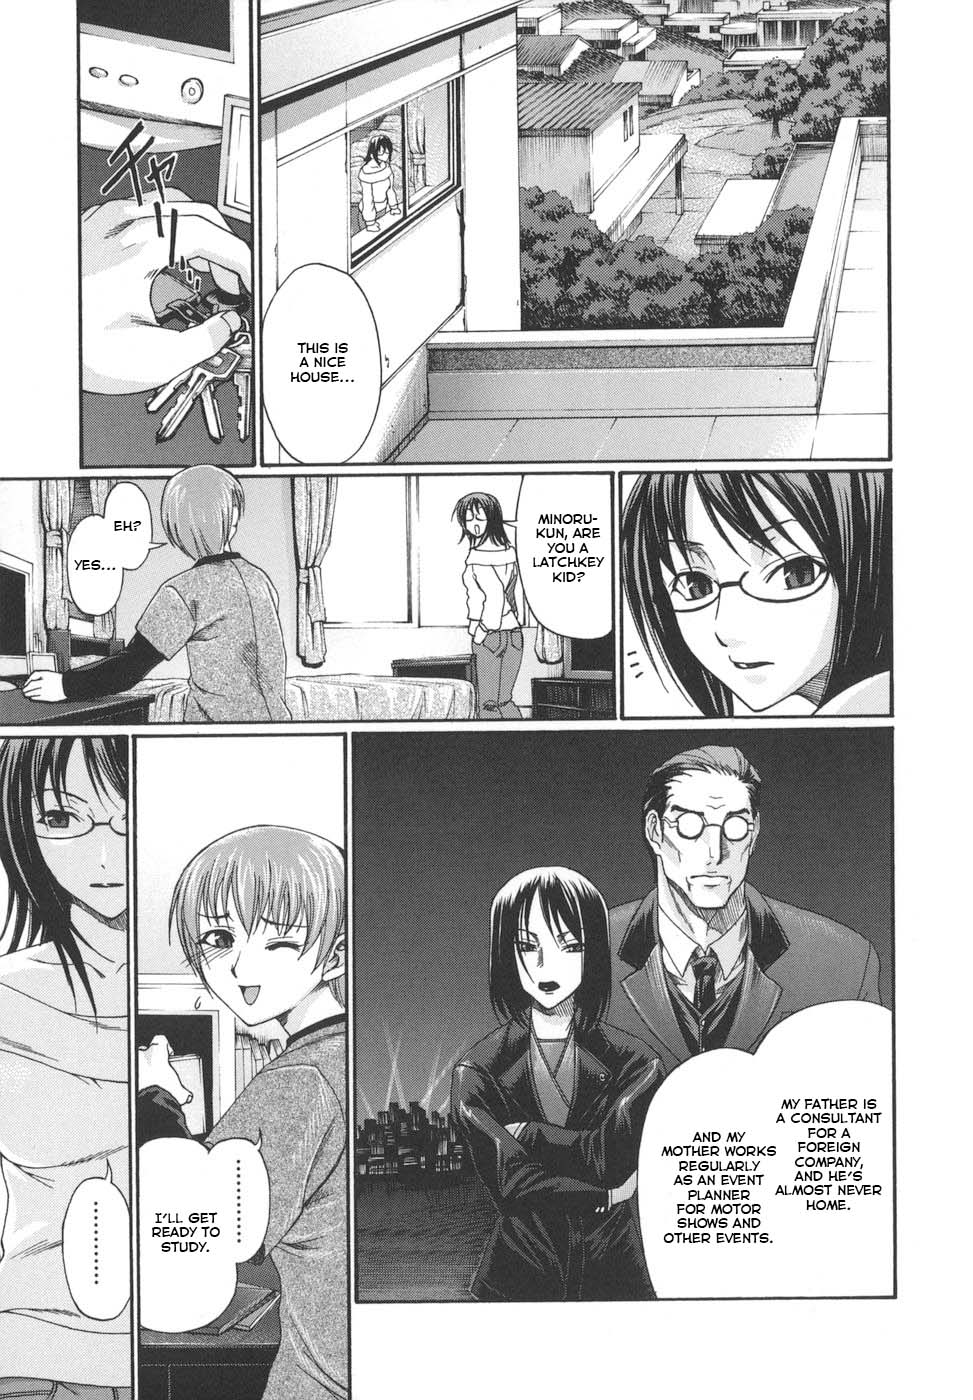 THIS IS
A NICE
HOUSE...
チャ
MINORU-
KUN, ARE
YOU A
LATCHKEY
KID?
EH?
YES...
MY FATHER IS
A CONSULTANT
FOR A
FOREIGN
COMPANY,
AND HE'S
ALMOST NEVER
HOME.
AND MY
MOTHER WORKS
REGULARLY
AS AN EVENT
PLANNER
FOR MOTOR
SHOWS AND
OTHER EVENTS.
.........
I'LL GET
READY TO
STUDY.
.........